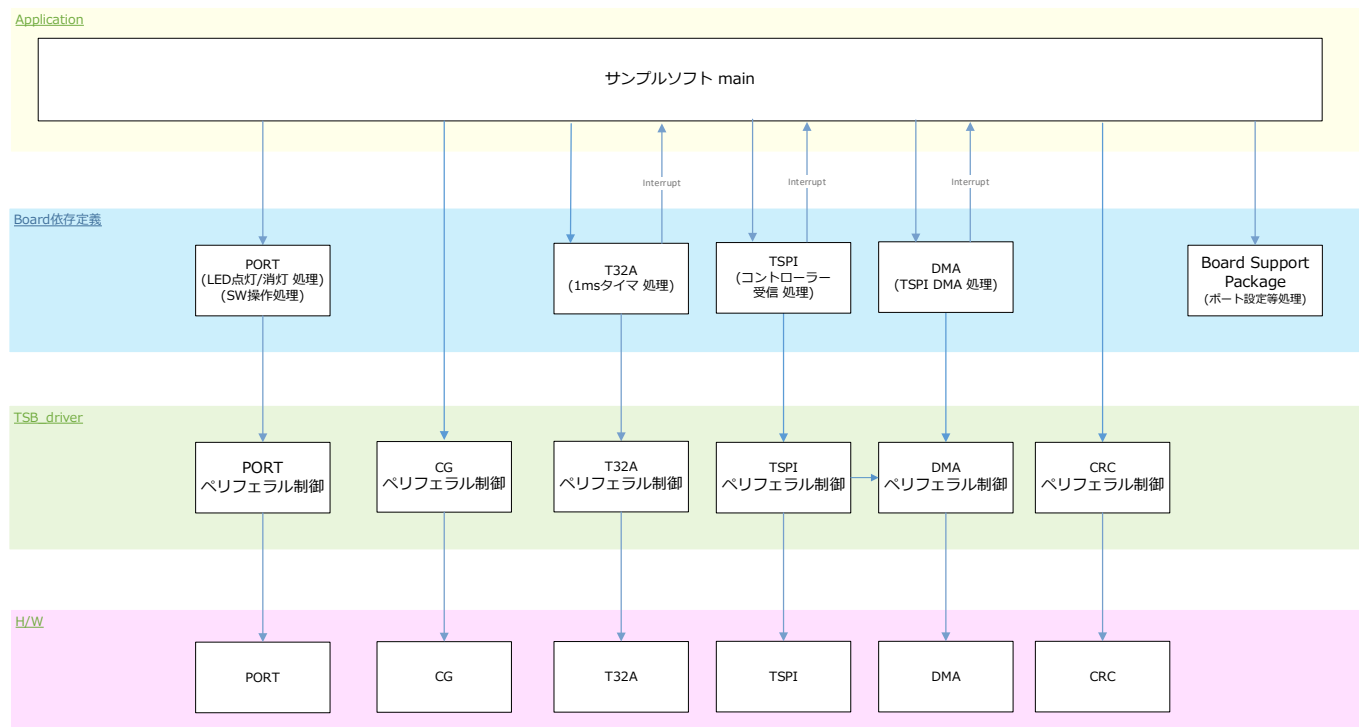 Application
サンプルソフト main
Interrupt
Interrupt
Interrupt
Board依存定義
PORT
(LED点灯/消灯 処理)
(SW操作処理)
T32A
(1msタイマ 処理)
TSPI
(コントローラー
受信 処理)
DMA
(TSPI DMA 処理)
Board Support
Package
(ポート設定等処理)
TSB_driver
PORT
ペリフェラル制御
CG
ペリフェラル制御
T32A
ペリフェラル制御
TSPI
ペリフェラル制御
DMA
ペリフェラル制御
CRC
ペリフェラル制御
H/W
PORT
CG
T32A
TSPI
DMA
CRC